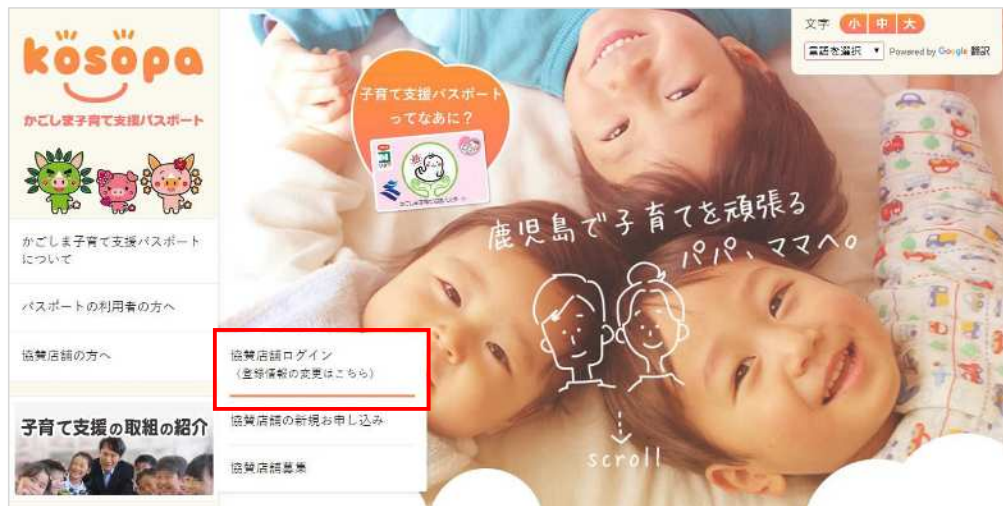 kosopa
かごしま子育て支援パスポート
かごしま子育て支援パスポート
について
パスポートの利用者の方へ
協賛店舗の方へ
子育て支援の取組の紹介
協賛店舗ログイン
（登録情報の変更はこちら）
協賛店舗の新規お申し込み
協賛店舗募集
子育て支援パスポート
ってなあに？
鹿児島で子育てを頑張る
パパ、ママへ。
scroll
文字 小 中 大
言語を選択 ▼ Powered by Google 翻訳